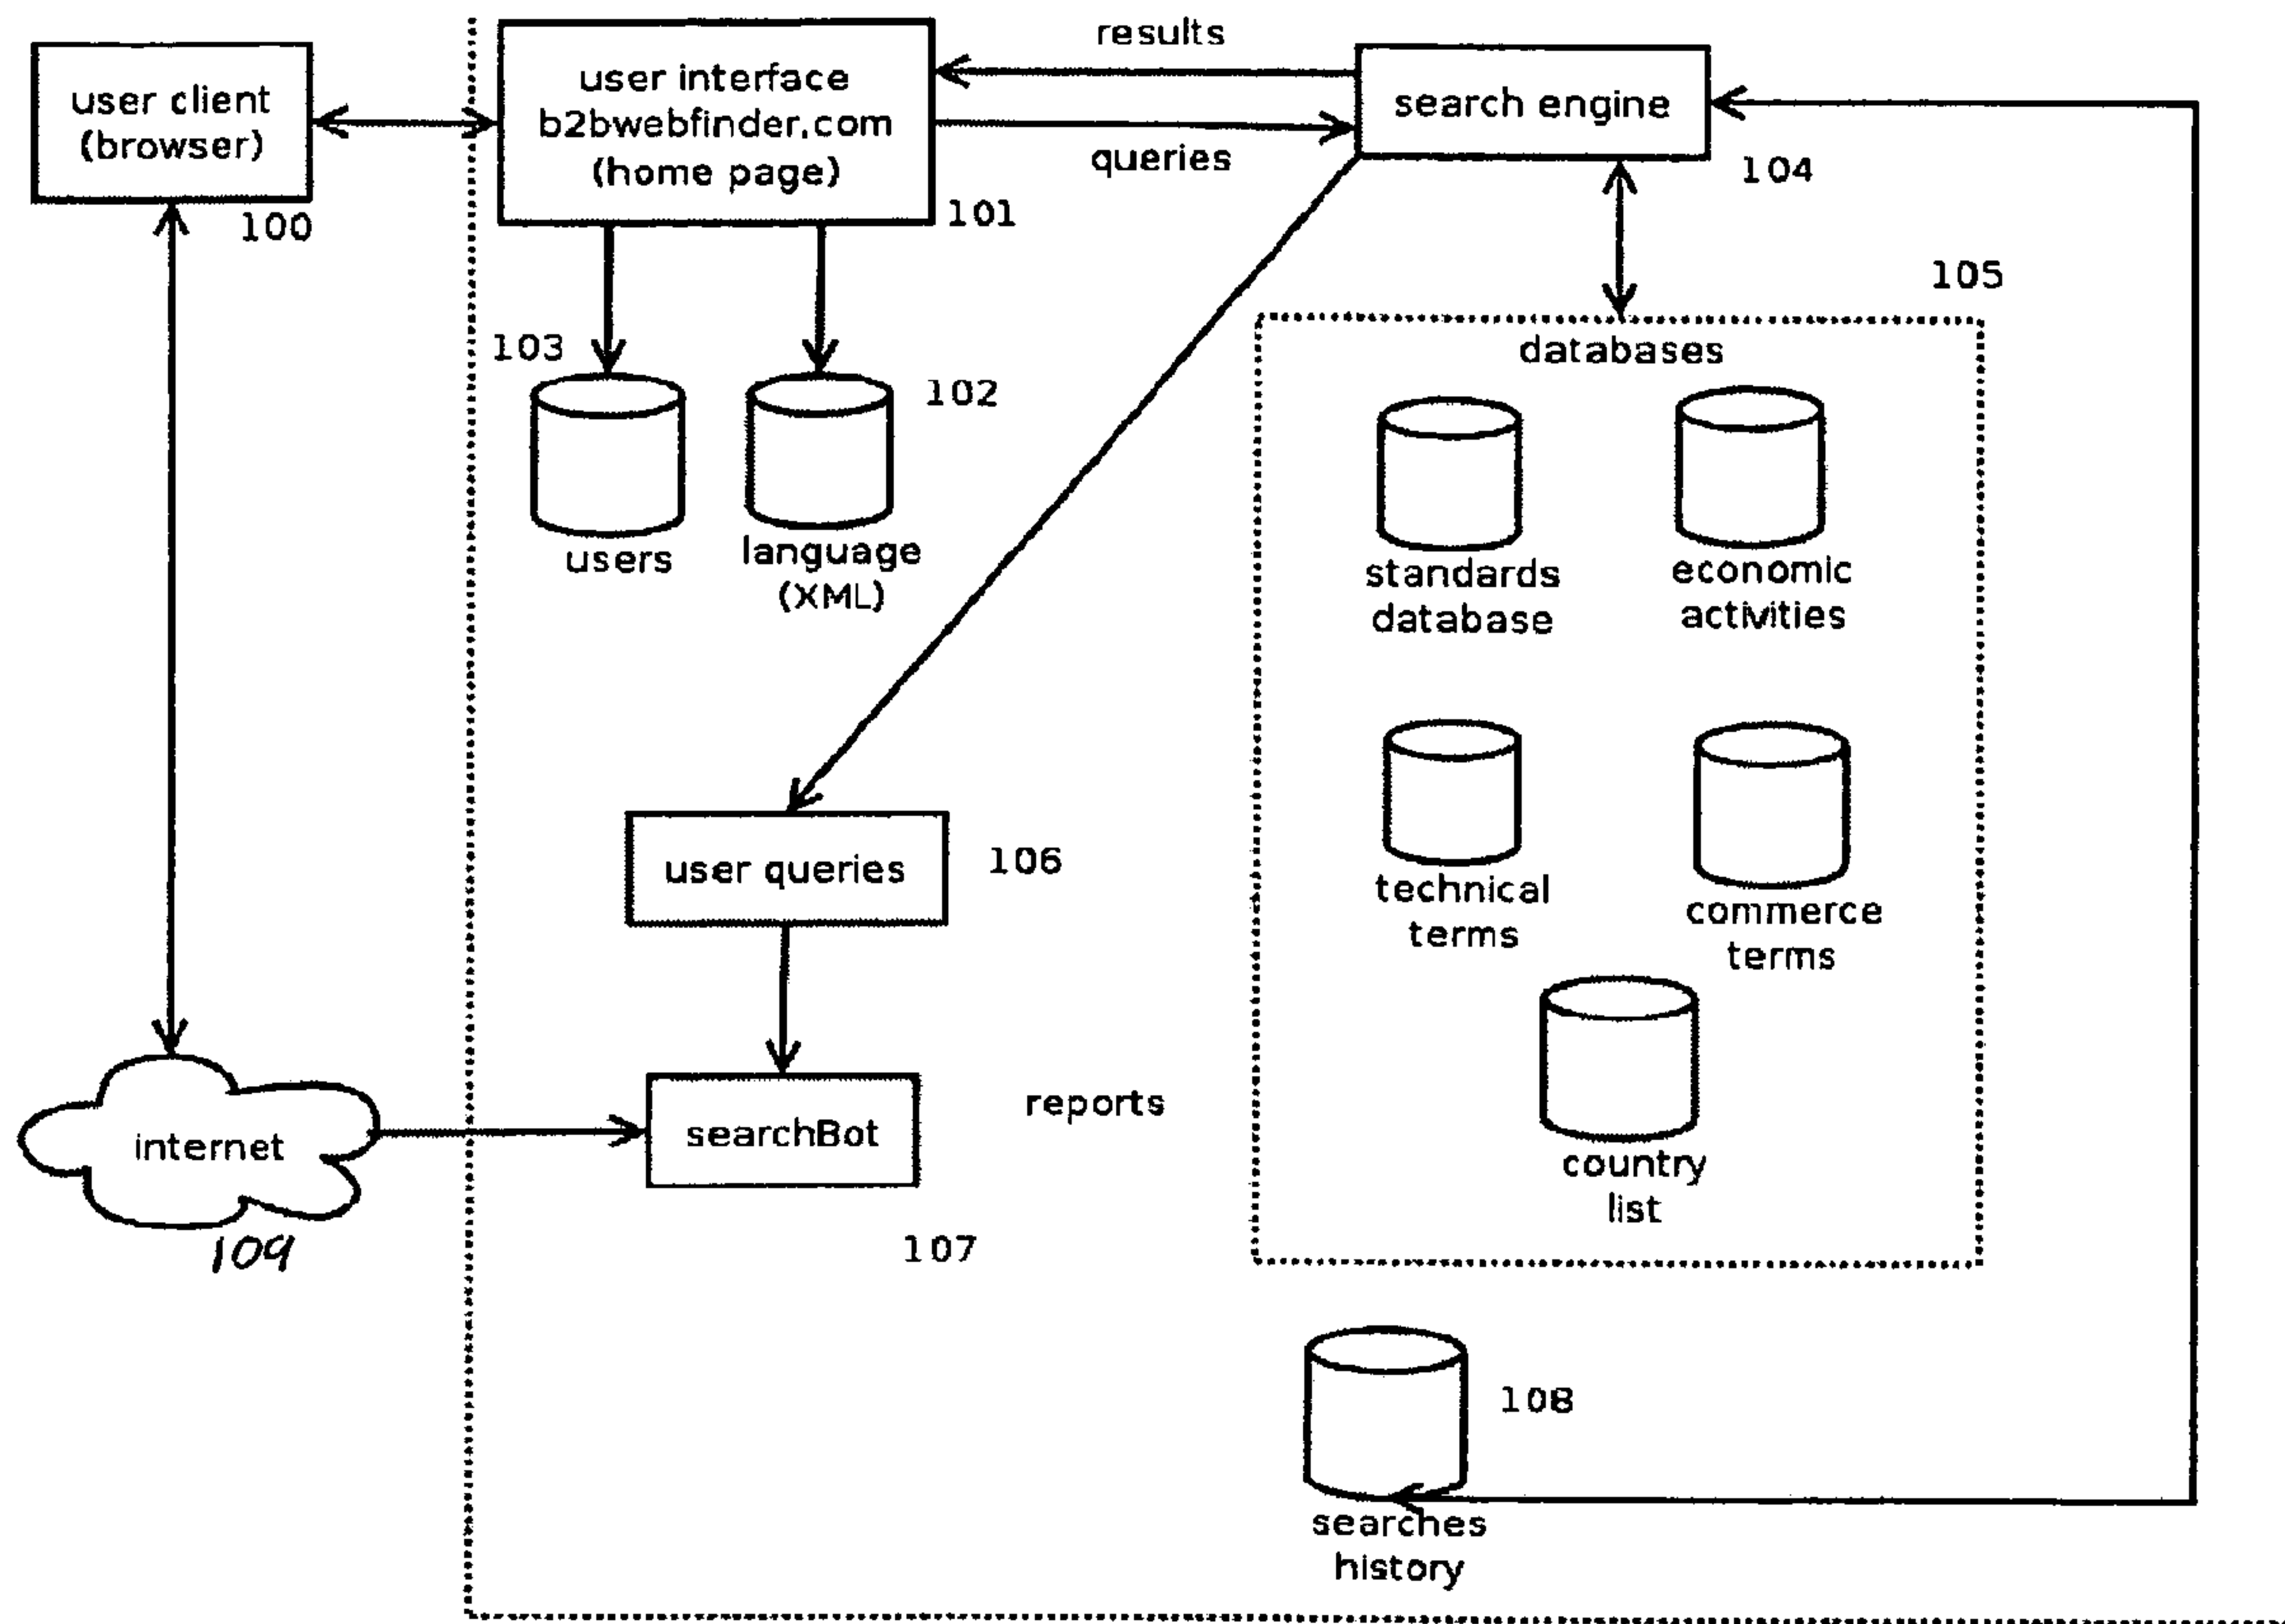 results
user client
(browser)
100
user interface
b2bwebfinder.com
(home page)
101
queries
search engine
104
105
103
102
users
language
(XML)
databases
standards
database
economic
activities
technical
terms
commerce
terms
country
list
user queries
106
internet
109
searchBot
107
reports
108
searches
history